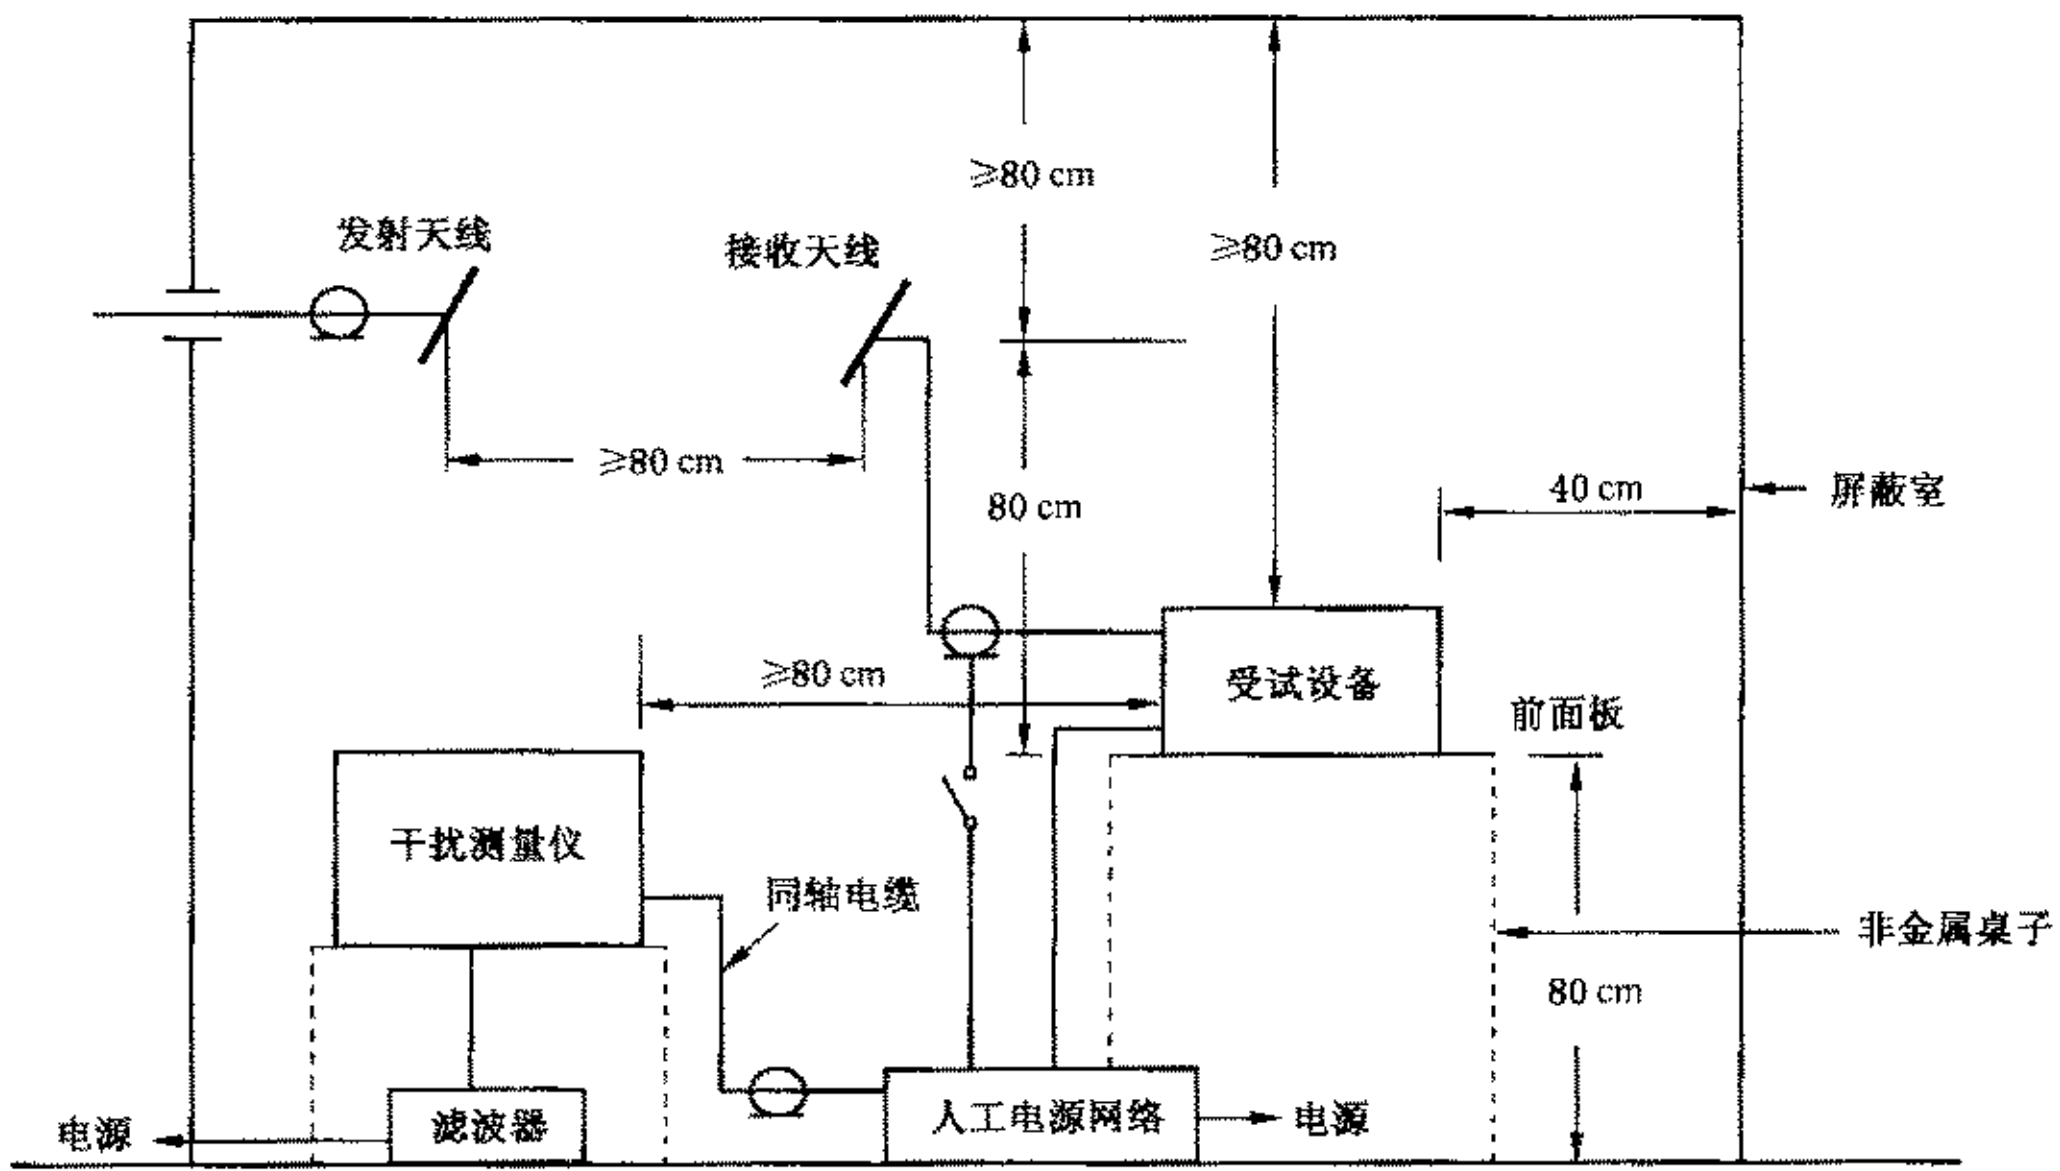 ≥80 cm
发射天线
接收天线
≥80 cm
≥80 cm
80 cm
40 cm
屏蔽室
≥80 cm
受试设备
前面板
干扰测量仪
同轴电缆
非金属桌子
80 cm
滤波器
人工电源网络
电源
电源